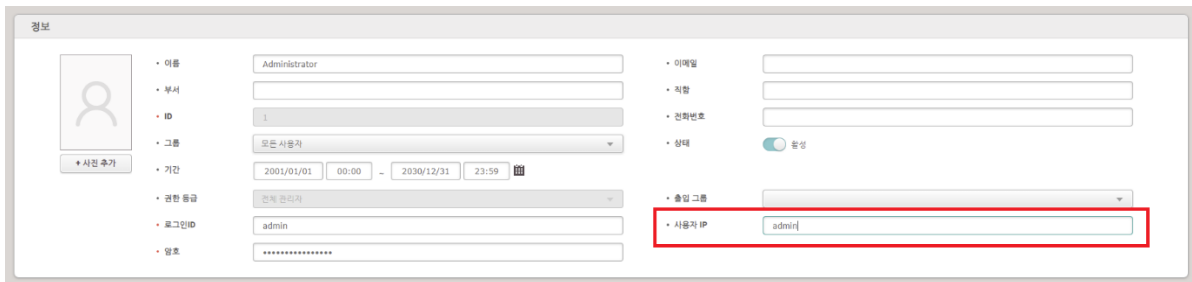 정보
이름 Administrator 이메일
부서 직함
ID 1 전화번호
그룹 모든 사용자 상태 활성
+ 사진 추가
기간 2001/01/01 00:00 - 2030/12/31 23:59
권한 등급 전체 관리자 출입 그룹
로그인ID admin 사용자 IP admin
암호 ••••••••••••••••